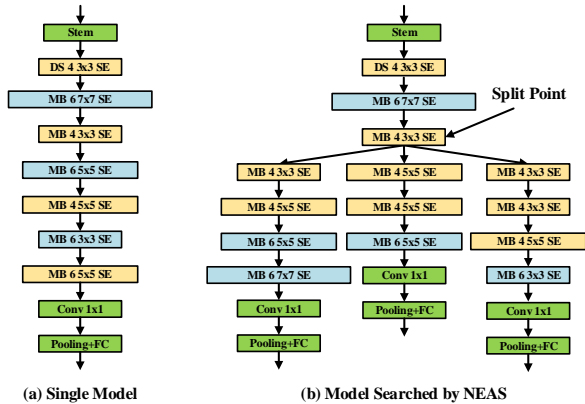 Stem
DS 4 3x3 SE
MB 6 7x7 SE
MB 4 3x3 SE
MB 6 5x5 SE
MB 4 5x5 SE
MB 6 3x3 SE
MB 6 5x5 SE
Conv 1x1
Pooling+FC
(a) Single Model
Stem
DS 4 3x3 SE
MB 6 7x7 SE
Split Point
MB 4 3x3 SE
MB 4 3x3 SE
MB 4 5x5 SE
MB 6 5x5 SE
MB 6 7x7 SE
Conv 1x1
Pooling+FC
MB 4 5x5 SE
MB 4 5x5 SE
MB 6 5x5 SE
Conv 1x1
Pooling+FC
MB 4 3x3 SE
MB 4 3x3 SE
MB 4 5x5 SE
MB 6 3x3 SE
Conv 1x1
Pooling+FC
(b) Model Searched by NEAS